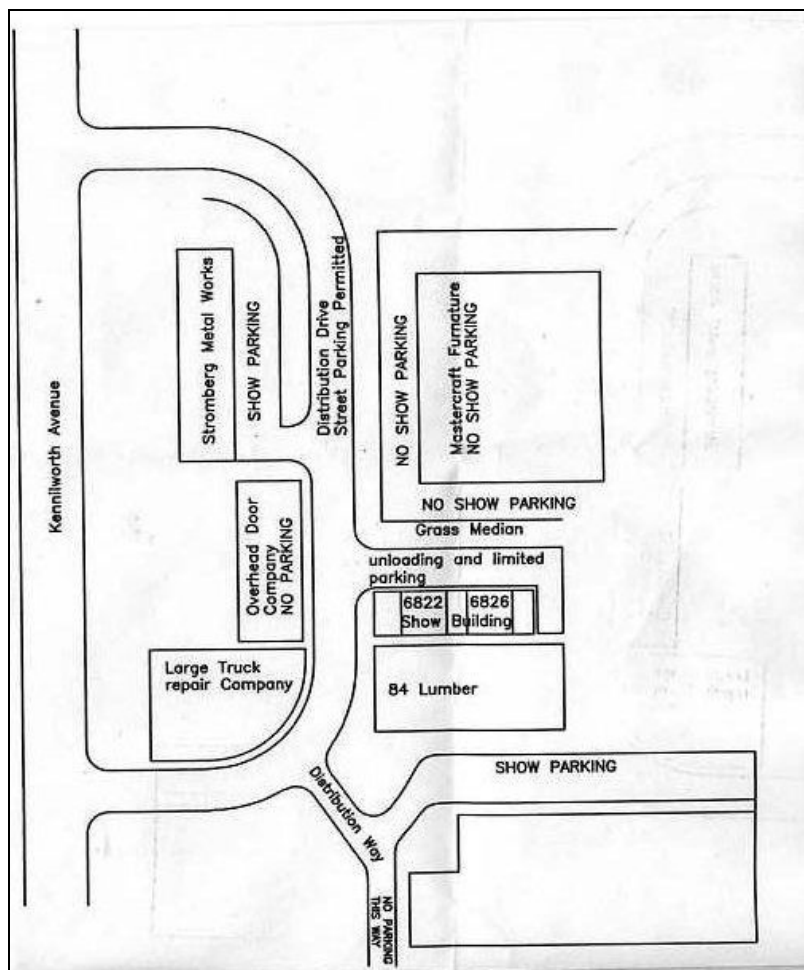 Kennilworth Avenue
Stromberg Metal Works
SHOW PARKING
Distribution Drive
Street Parking Permitted
NO SHOW PARKING
Mastercraft Furnature
NO SHOW PARKING
NO SHOW PARKING
Grass Median
Overhead Door
Company
NO PARKING
unloading and limited
parking
6822
6826
Show Building
Large Truck
repair Company
84 Lumber
SHOW PARKING
Distribution Way
NO PARKING
THIS WAY